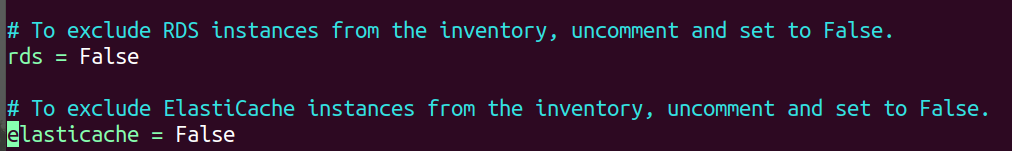 # To exclude RDS instances from the inventory, uncomment and set to False.
rds = False
# To exclude ElastiCache instances from the inventory, uncomment and set to False.
elasticache = False